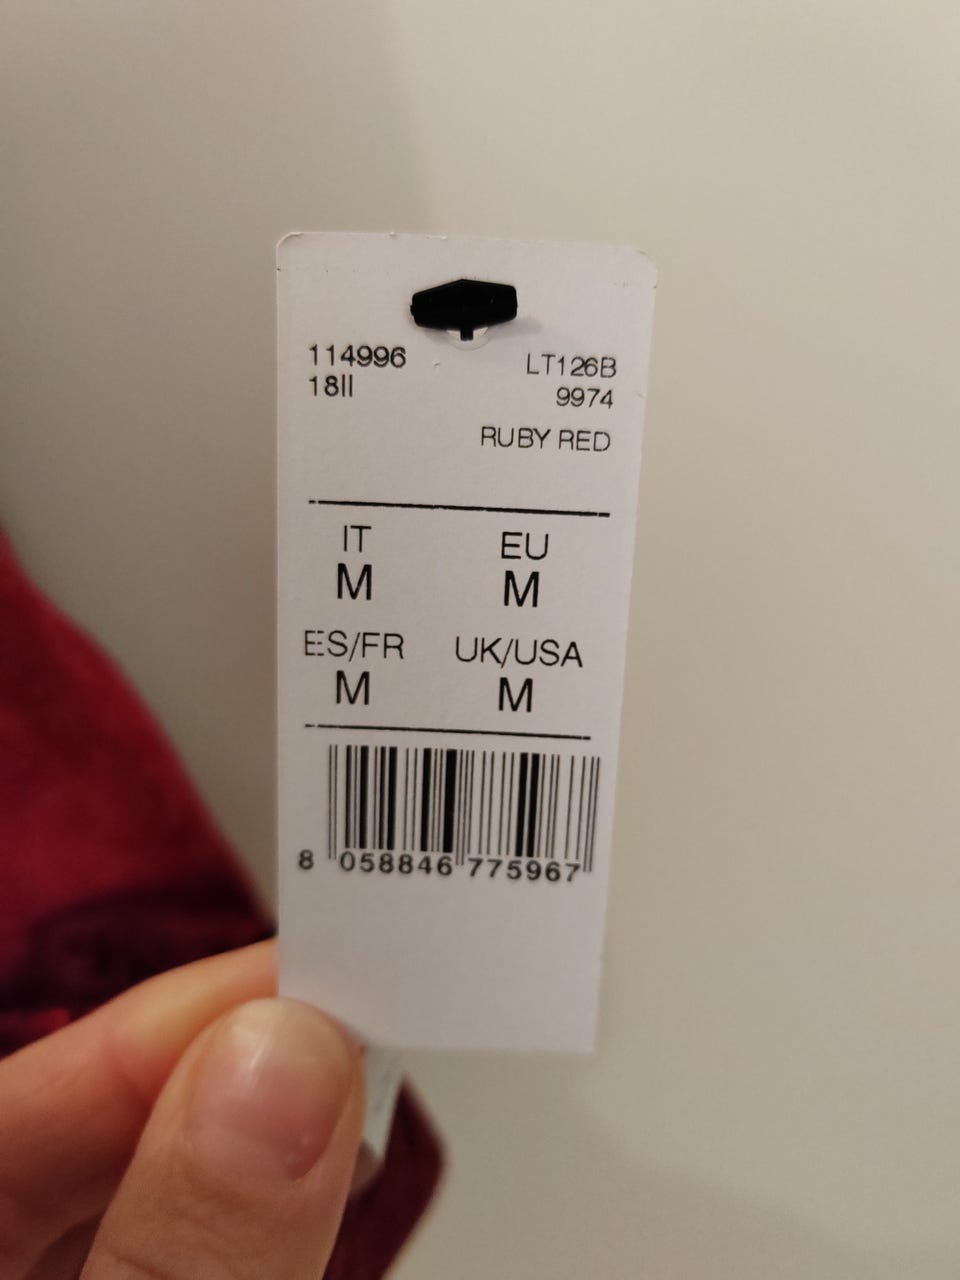 114996 LT126B
18II 9974
RUBY RED
IT EU
M M
ES/FR UK/USA
M M
8 058846 775967